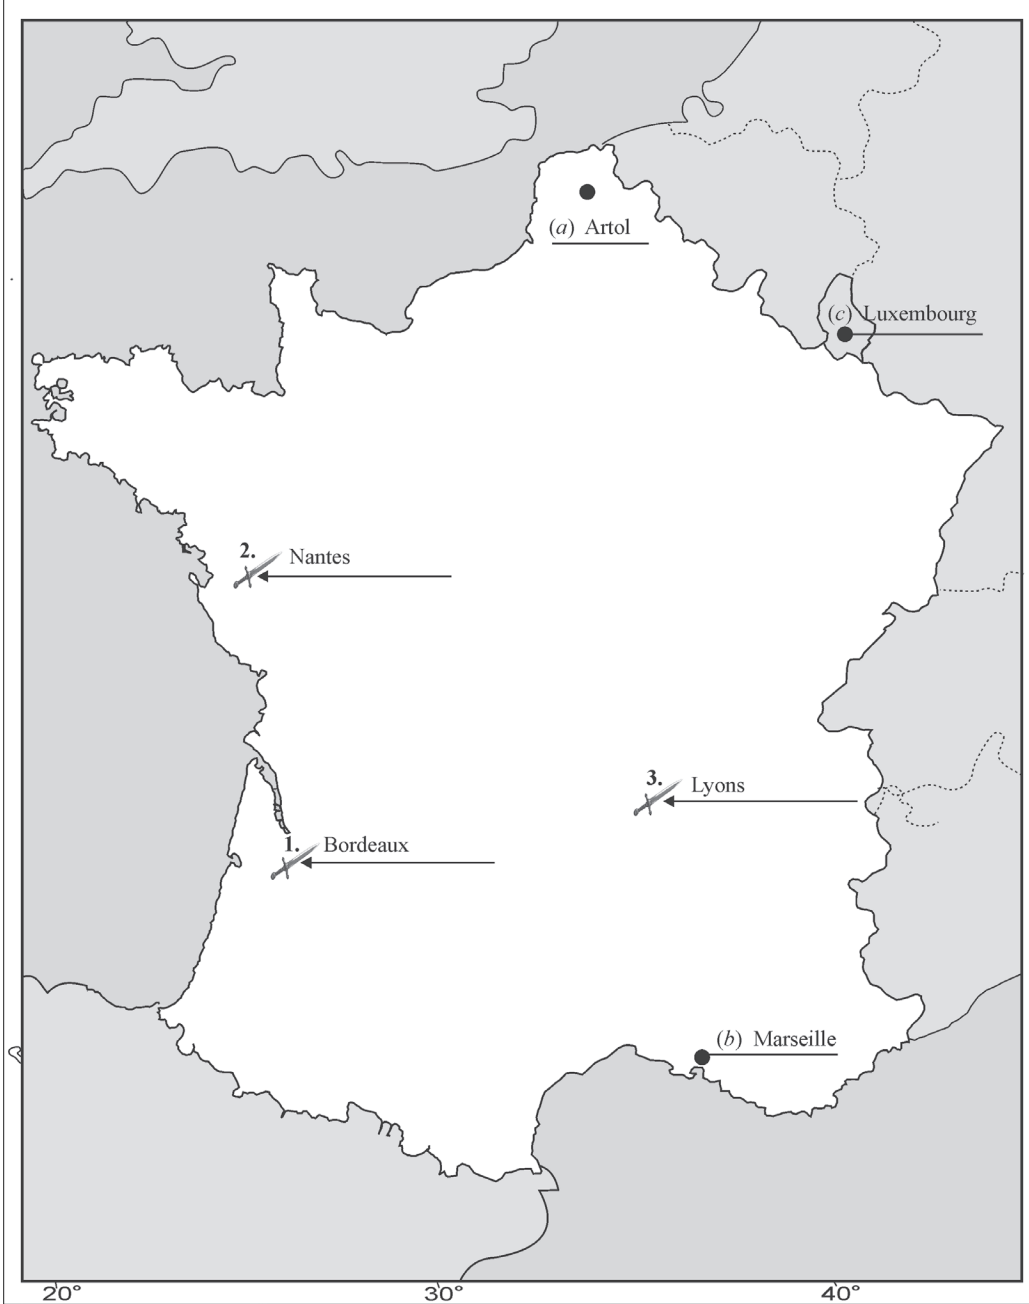 (a) Artol
(c) Luxembourg
2. Nantes
3. Lyons
1. Bordeaux
(b) Marseille
20° 30° 40°